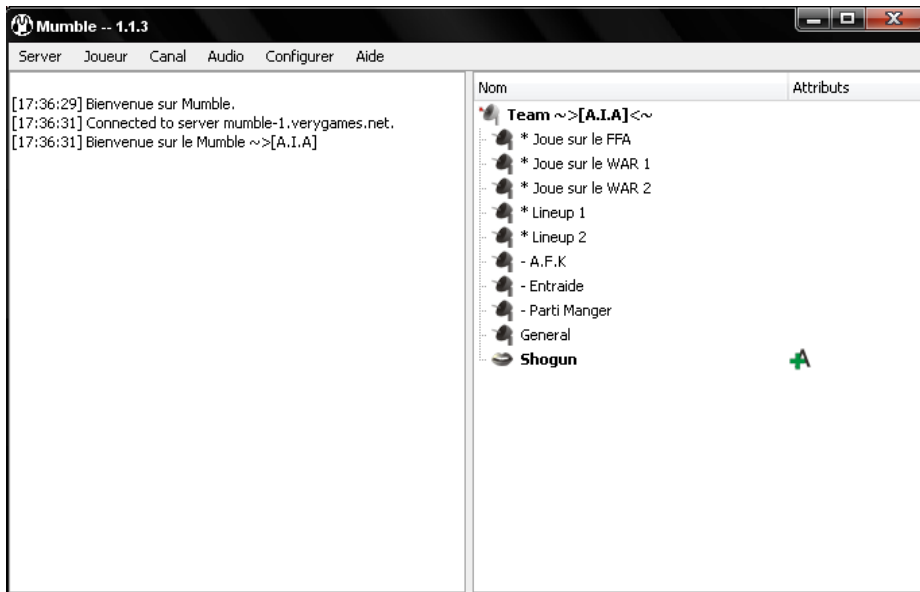 Mumble -- 1.1.3
Server Joueur Canal Audio Configurer Aide
[17:36:29] Bienvenue sur Mumble.
[17:36:31] Connected to server mumble-1.verygames.net.
[17:36:31] Bienvenue sur le Mumble ~>[A.I.A]
Nom Attributs
Team ~>[A.I.A]<~
* Joue sur le FFA
* Joue sur le WAR 1
* Joue sur le WAR 2
* Lineup 1
* Lineup 2
- A.F.K
- Entraide
- Parti Manger
General
Shogun +A